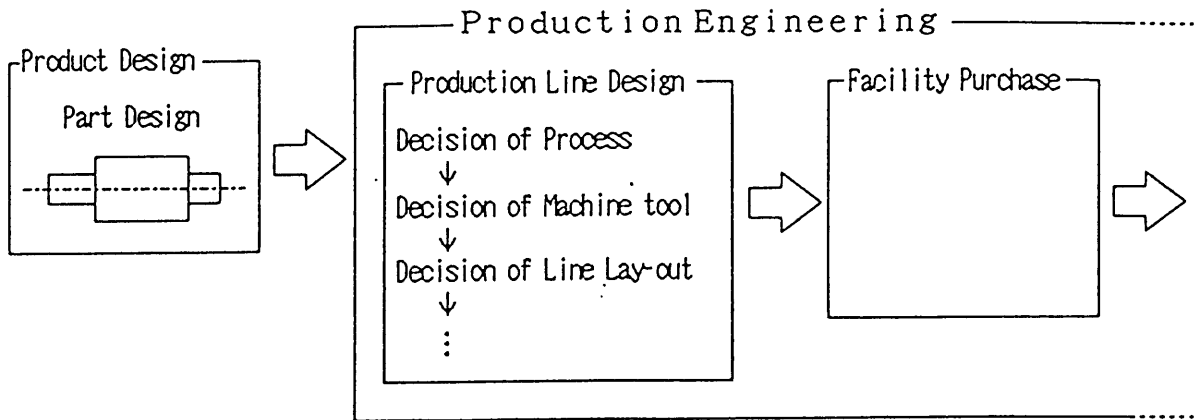 Production Engineering
Product Design
Part Design
Production Line Design
Decision of Process
Decision of Machine tool
Decision of Line Lay-out
Facility Purchase